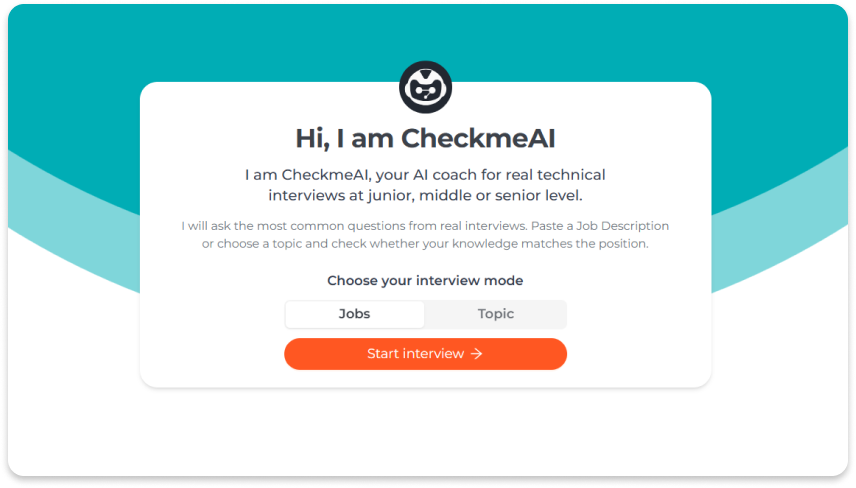 Hi, I am CheckmeAI
I am CheckmeAI, your AI coach for real technical
interviews at junior, middle or senior level.
I will ask the most common questions from real interviews. Paste a Job Description
or choose a topic and check whether your knowledge matches the position.
Choose your interview mode
Jobs
Topic
Start interview →